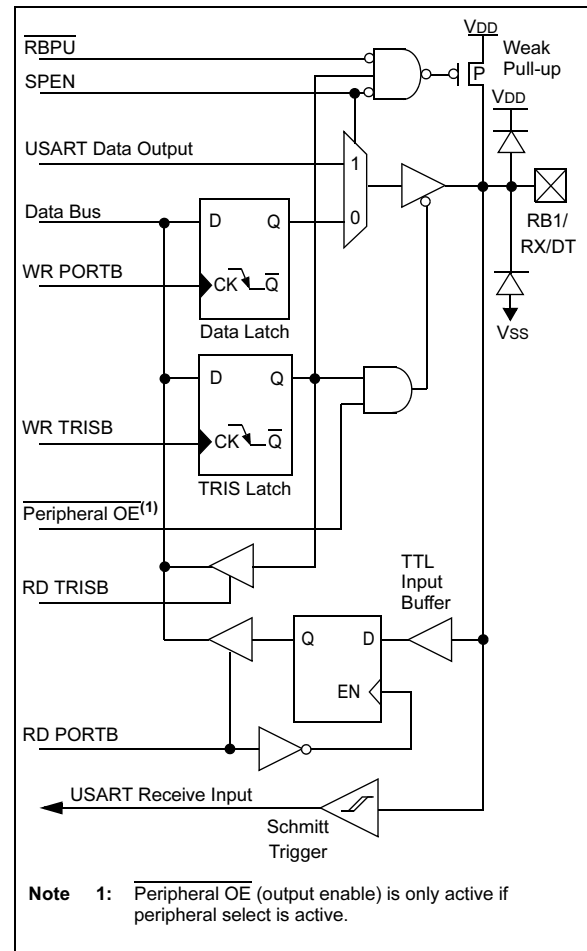 VDD
RBPU
Weak
Pull-up
P
SPEN
VDD
USART Data Output
1
Data Bus
D Q
0
RB1/
RX/DT
WR PORTB
CK Q
Data Latch
VSS
D Q
WR TRISB
CK Q
TRIS Latch
Peripheral OE(1)
RD TRISB
TTL
Input
Buffer
Q D
EN
RD PORTB
USART Receive Input
Schmitt
Trigger
Note 1: Peripheral OE (output enable) is only active if
peripheral select is active.